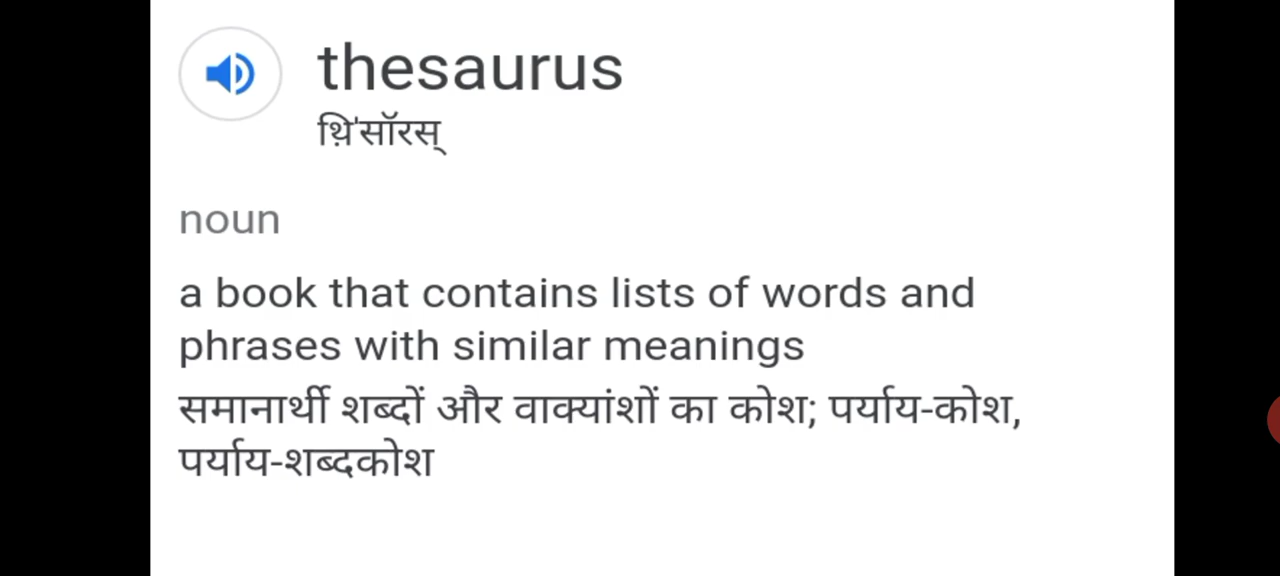 thesaurus
थि़'सॉरस्
noun
a book that contains lists of words and
phrases with similar meanings
समानार्थी शब्दों और वाक्यांशों का कोश; पर्याय-कोश,
पर्याय-शब्दकोश